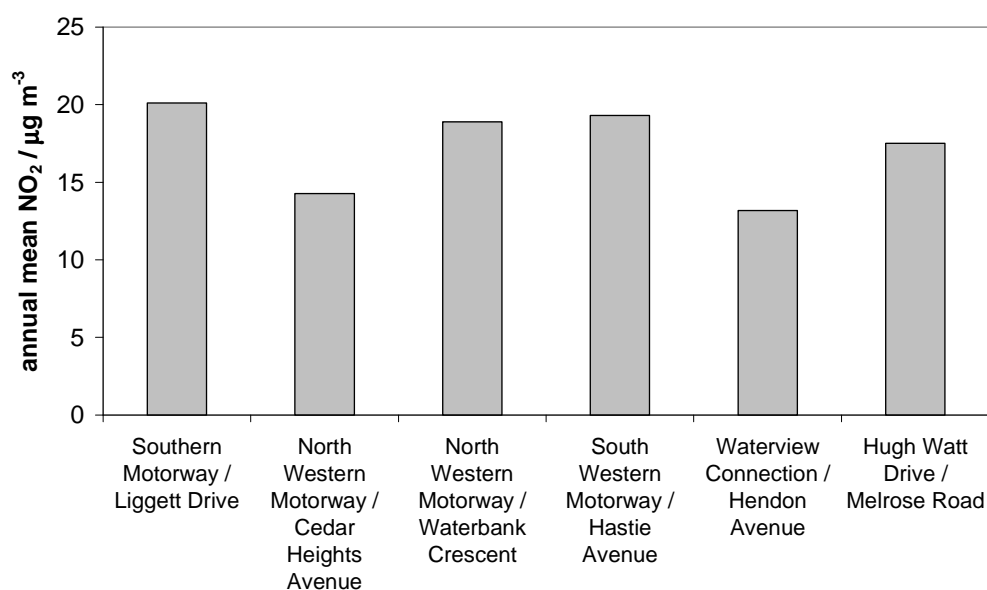 annual mean NO₂ / µg m⁻³
25
20
15
10
5
0
Southern
Motorway /
Liggett Drive
North
Western
Motorway /
Cedar
Heights
Avenue
North
Western
Motorway /
Waterbank
Crescent
South
Western
Motorway /
Hastie
Avenue
Waterview
Connection /
Hendon
Avenue
Hugh Watt
Drive /
Melrose Road